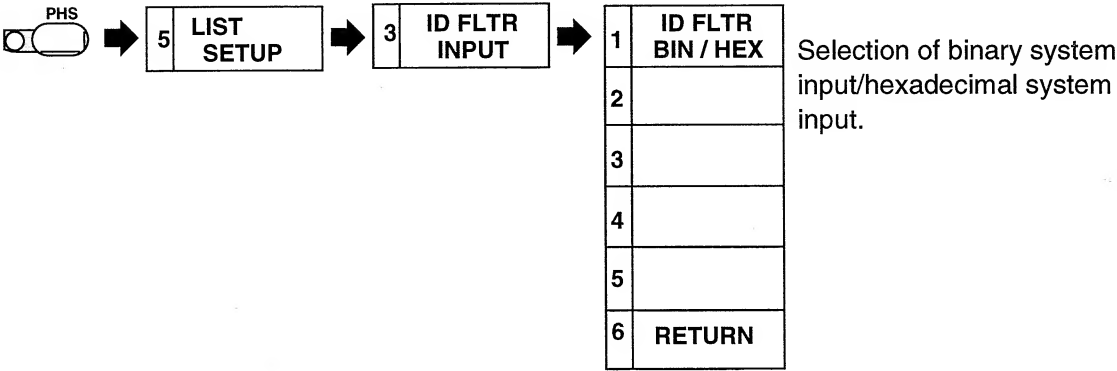 PHS
5 LIST SETUP
3 ID FLTR INPUT
1 ID FLTR BIN / HEX
2
3
4
5
6 RETURN
Selection of binary system
input/hexadecimal system
input.